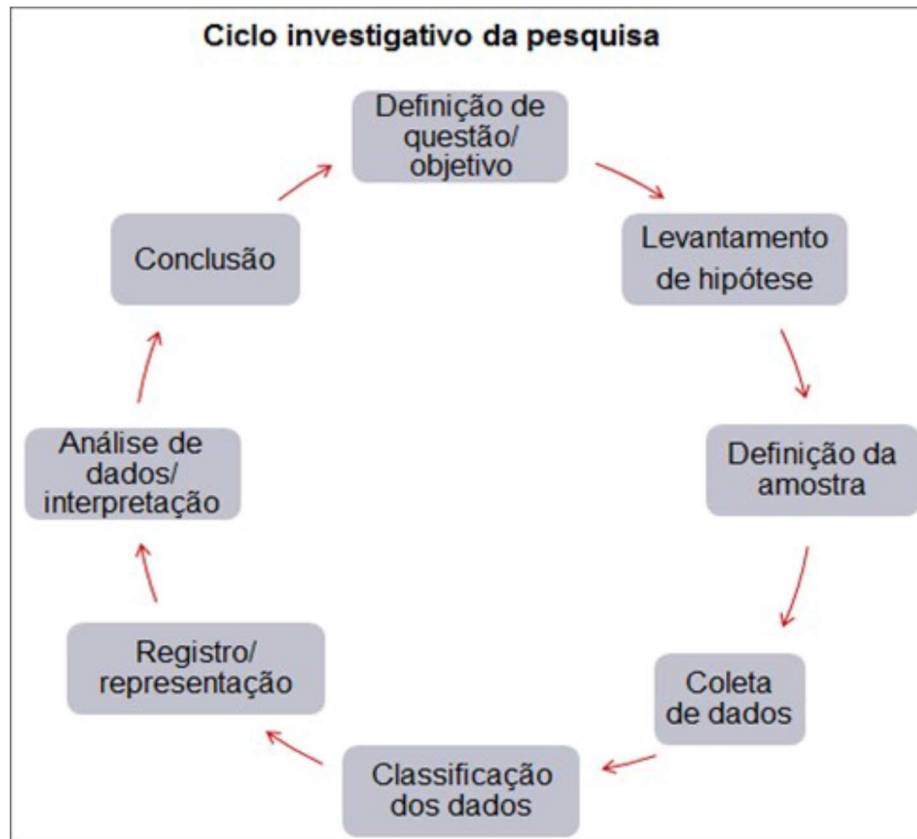 Ciclo investigativo da pesquisa
Definição de
questão/
objetivo
Levantamento
de hipótese
Definição da
amostra
Coleta
de dados
Classificação
dos dados
Registro/
representação
Análise de
dados/
interpretação
Conclusão